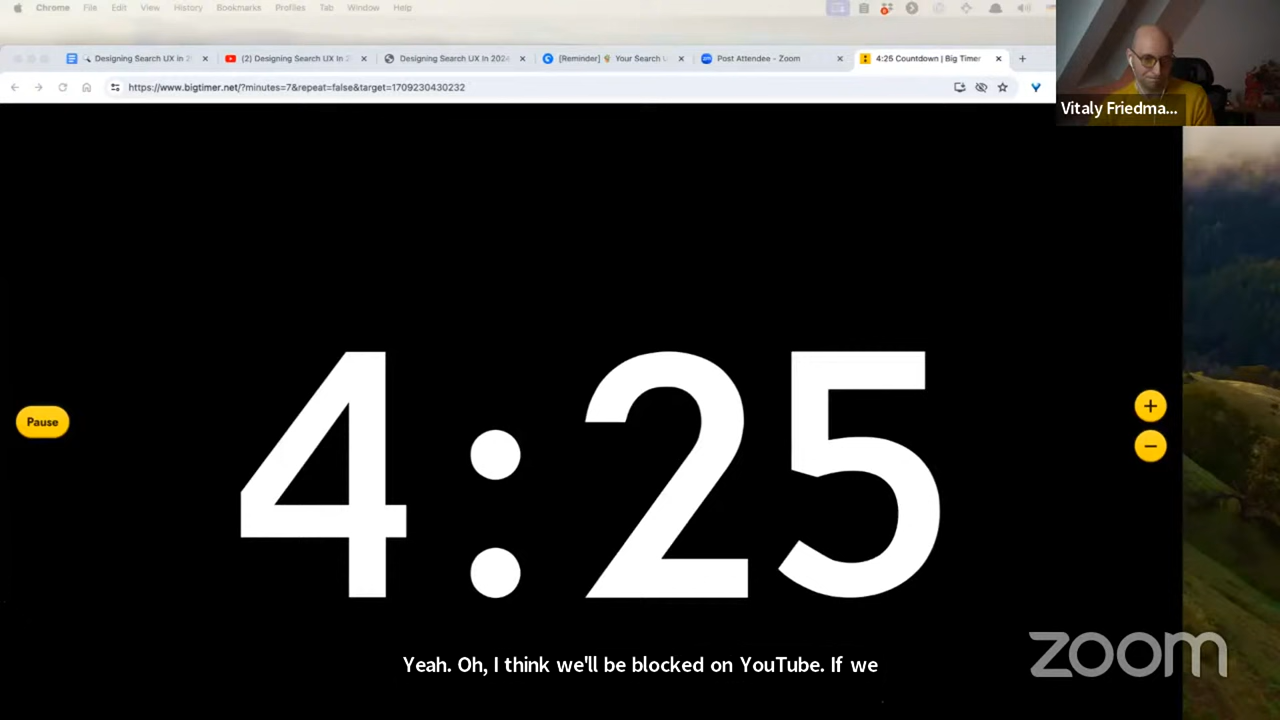 Chrome File Edit View History Bookmarks Profiles Tab Window Help
Designing Search UX in 2 (2) Designing Search UX In 2 Designing Search UX In 2024 [Reminder] Your Search U Post Attendee - Zoom 4:25 Countdown | Big Timer
https://www.bigtimer.net/?minutes=7&repeat=false&target=1709230430232
Vitaly Friedma...
Pause
4:25
+
−
Yeah. Oh, I think we'll be blocked on YouTube. If we
zoom